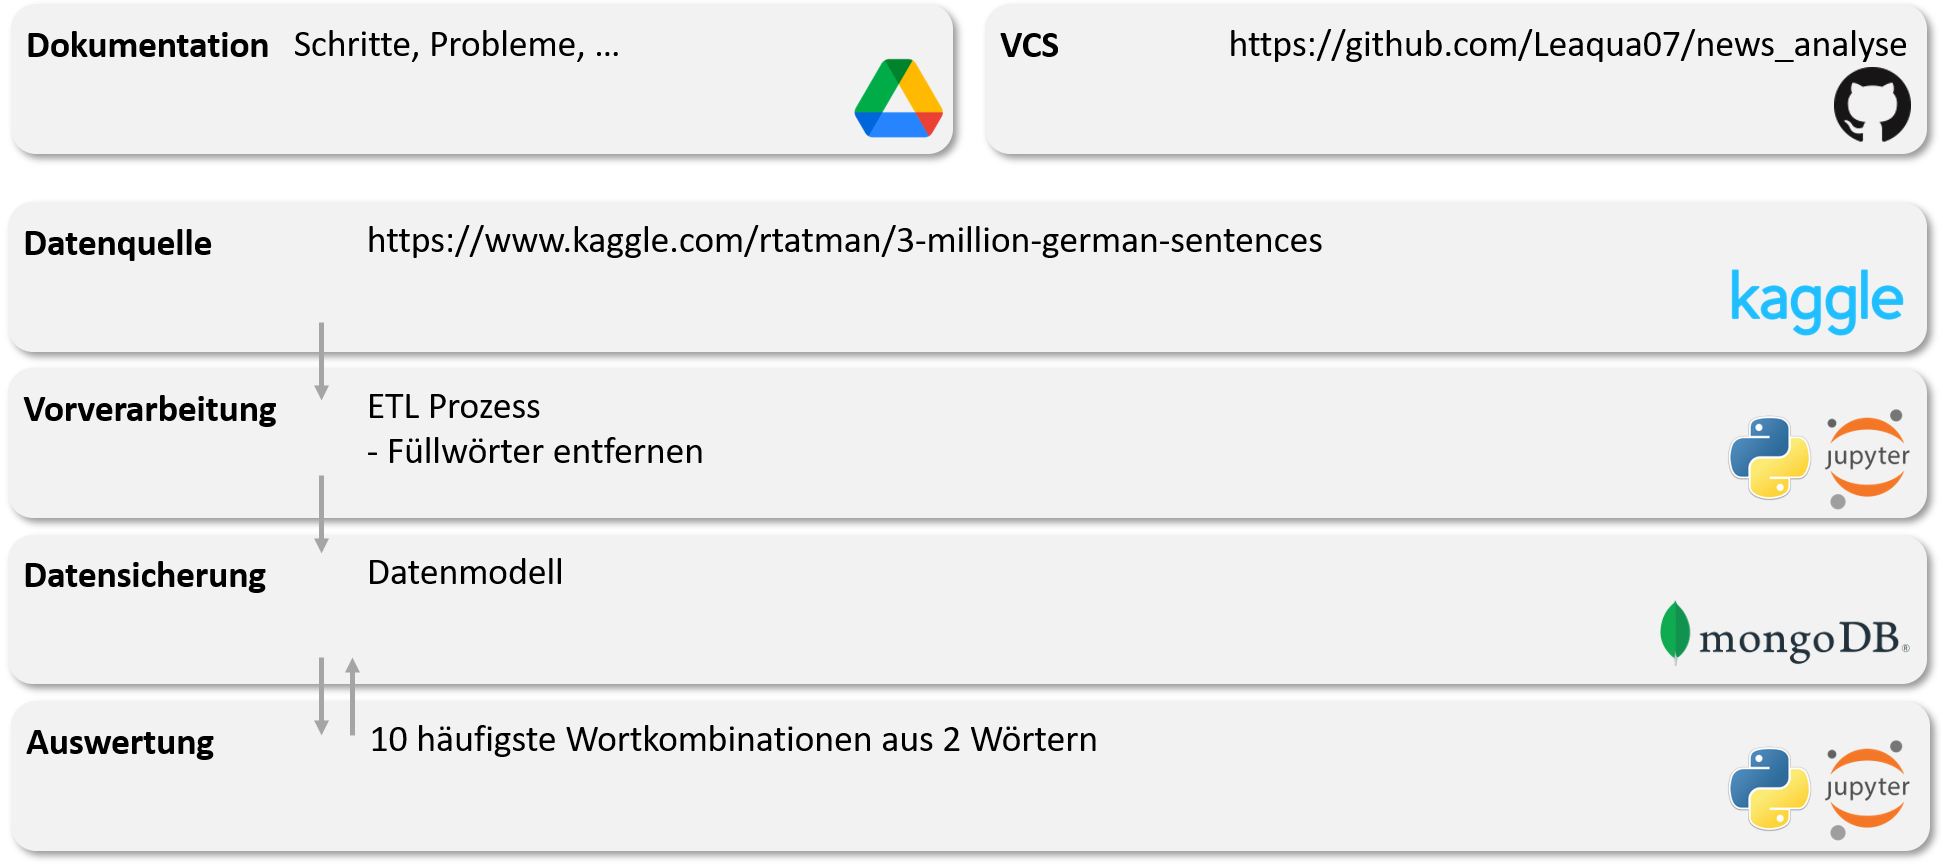 Dokumentation Schritte, Probleme, ...
VCS https://github.com/Leaqua07/news_analyse
Datenquelle https://www.kaggle.com/rtatman/3-million-german-sentences
kaggle
Vorverarbeitung ETL Prozess
- Füllwörter entfernen
jupyter
Datensicherung Datenmodell
mongoDB®
Auswertung 10 häufigste Wortkombinationen aus 2 Wörtern
jupyter